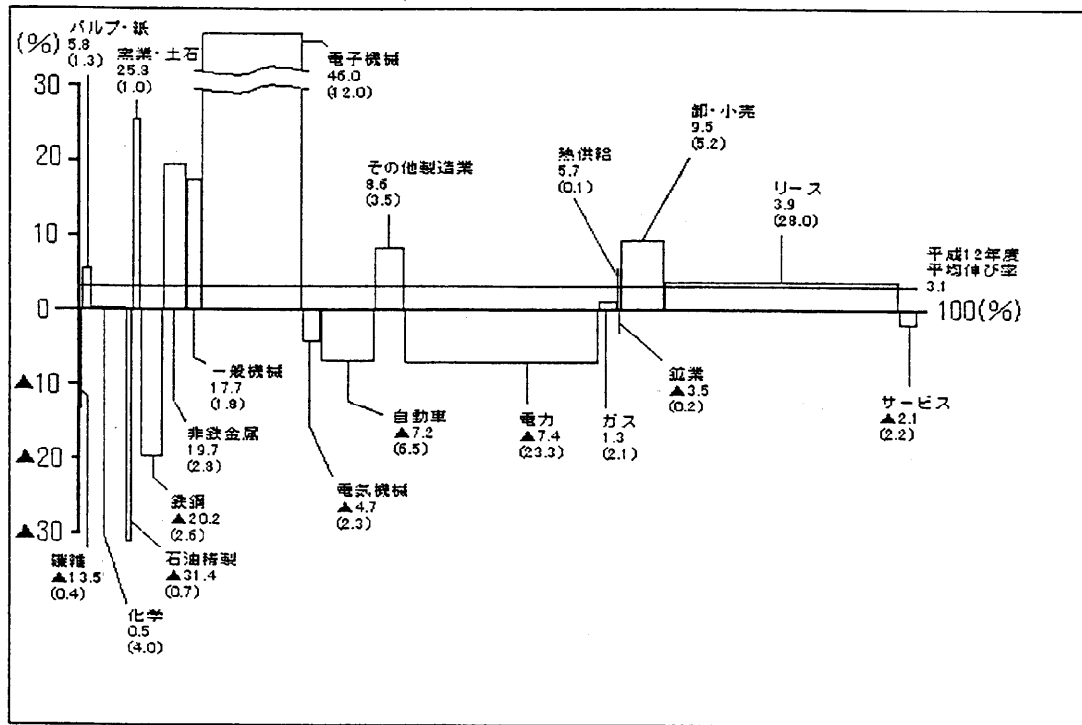 (%)
パルプ・紙
5.8
(1.3)
窯業・土石
25.8
(1.0)
電子機械
46.0
(12.0)
その他製造業
8.6
(3.5)
熱供給
5.7
(0.1)
卸・小売
9.5
(5.2)
リース
3.9
(28.0)
平成12年度
平均伸び率
3.1
30
20
10
0
▲10
▲20
▲30
100(%)
一般機械
17.7
(1.8)
非鉄金属
19.7
(2.8)
鉄鋼
▲20.2
(2.6)
石油精製
▲31.4
(0.7)
繊維
▲13.5
(0.4)
化学
0.5
(4.0)
電気機械
▲4.7
(2.3)
自動車
▲7.2
(6.5)
電力
▲7.4
(23.3)
ガス
1.3
(2.1)
鉱業
▲3.5
(0.2)
サービス
▲2.1
(2.2)